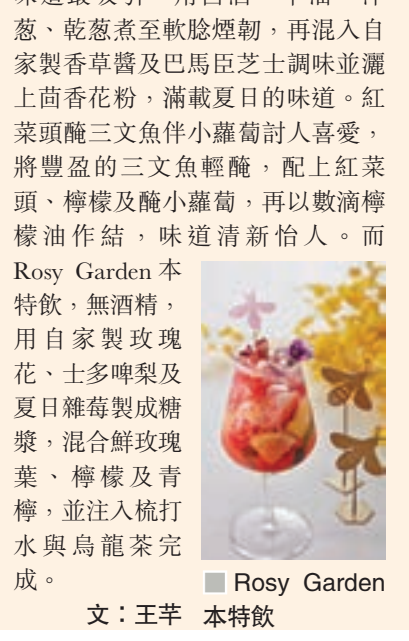 葱、乾葱煮至軟腍煙韌，再混入自
家製香草醬及巴馬臣芝士調味並灑
上茴香花粉，滿載夏日的味道。紅
菜頭醃三文魚伴小蘿蔔討人喜愛，
將豐盈的三文魚輕醃，配上紅菜
頭、檸檬及醃小蘿蔔，再以數滴檸
檬油作結，味道清新怡人。而
Rosy Garden 本
特飲，無酒精，
用自家製玫瑰
花、士多啤梨及
夏日雜莓製成糖
漿，混合鮮玫瑰
葉、檸檬及青
檸，並注入梳打
水與烏龍茶完
成。
文：王芊
Rosy Garden
本特飲